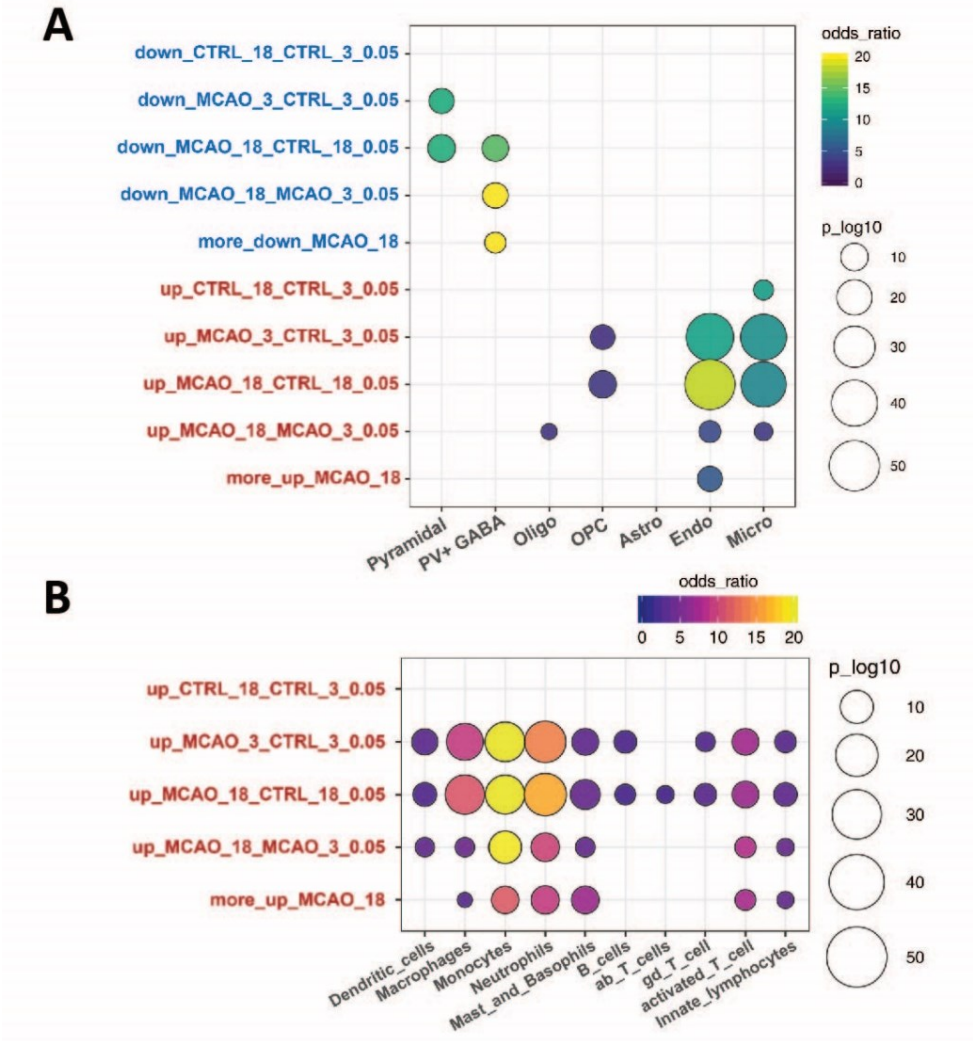 A
down_CTRL_18_CTRL_3_0.05
down_MCAO_3_CTRL_3_0.05
down_MCAO_18_CTRL_18_0.05
down_MCAO_18_MCAO_3_0.05
more_down_MCAO_18
up_CTRL_18_CTRL_3_0.05
up_MCAO_3_CTRL_3_0.05
up_MCAO_18_CTRL_18_0.05
up_MCAO_18_MCAO_3_0.05
more_up_MCAO_18
Pyramidal
PV+ GABA
Oligo
OPC
Astro
Endo
Micro
odds_ratio
20
15
10
5
0
p_log10
10
20
30
40
50
B
odds_ratio
0 5 10 15 20
up_CTRL_18_CTRL_3_0.05
up_MCAO_3_CTRL_3_0.05
up_MCAO_18_CTRL_18_0.05
up_MCAO_18_MCAO_3_0.05
more_up_MCAO_18
Dendritic_cells
Macrophages
Monocytes
Neutrophils
Mast_and_Basophils
B_cells
ab_T_cells
gd_T_cell
activated_T_cell
Innate_lymphocytes
p_log10
10
20
30
40
50